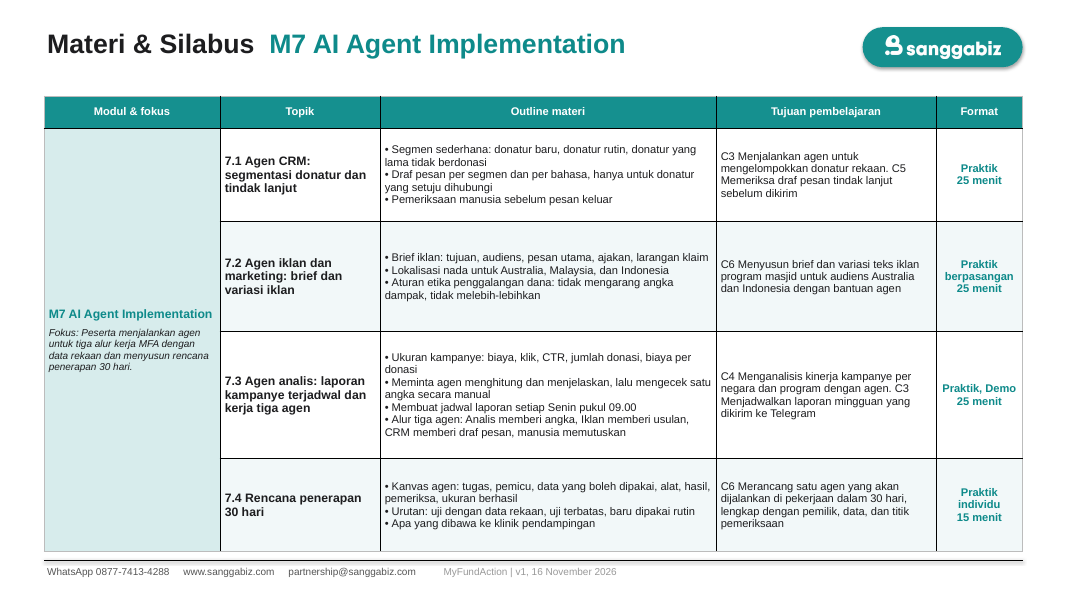 Materi & Silabus M7 AI Agent Implementation
sanggabiz
Modul & fokus
Topik
Outline materi
Tujuan pembelajaran
Format
M7 AI Agent Implementation
Fokus: Peserta menjalankan agen
untuk tiga alur kerja MFA dengan
data rekaan dan menyusun rencana
penerapan 30 hari.
7.1 Agen CRM:
segmentasi donatur dan
tindak lanjut
• Segmen sederhana: donatur baru, donatur rutin, donatur yang
lama tidak berdonasi
• Draf pesan per segmen dan per bahasa, hanya untuk donatur
yang setuju dihubungi
• Pemeriksaan manusia sebelum pesan keluar
C3 Menjalankan agen untuk
mengelompokkan donatur rekaan. C5
Memeriksa draf pesan tindak lanjut
sebelum dikirim
Praktik
25 menit
7.2 Agen iklan dan
marketing: brief dan
variasi iklan
• Brief iklan: tujuan, audiens, pesan utama, ajakan, larangan klaim
• Lokalisasi nada untuk Australia, Malaysia, dan Indonesia
• Aturan etika penggalangan dana: tidak mengarang angka
dampak, tidak melebih-lebihkan
C6 Menyusun brief dan variasi teks iklan
program masjid untuk audiens Australia
dan Indonesia dengan bantuan agen
Praktik
berpasangan
25 menit
7.3 Agen analis: laporan
kampanye terjadwal dan
kerja tiga agen
• Ukuran kampanye: biaya, klik, CTR, jumlah donasi, biaya per
donasi
• Meminta agen menghitung dan menjelaskan, lalu mengecek satu
angka secara manual
• Membuat jadwal laporan setiap Senin pukul 09.00
• Alur tiga agen: Analis memberi angka, Iklan memberi usulan,
CRM memberi draf pesan, manusia memutuskan
C4 Menganalisis kinerja kampanye per
negara dan program dengan agen. C3
Menjadwalkan laporan mingguan yang
dikirim ke Telegram
Praktik, Demo
25 menit
7.4 Rencana penerapan
30 hari
• Kanvas agen: tugas, pemicu, data yang boleh dipakai, alat, hasil,
pemeriksa, ukuran berhasil
• Urutan: uji dengan data rekaan, uji terbatas, baru dipakai rutin
• Apa yang dibawa ke klinik pendampingan
C6 Merancang satu agen yang akan
dijalankan di pekerjaan dalam 30 hari,
lengkap dengan pemilik, data, dan titik
pemeriksaan
Praktik
individu
15 menit
WhatsApp 0877-7413-4288 www.sanggabiz.com partnership@sanggabiz.com MyFundAction | v1, 16 November 2026